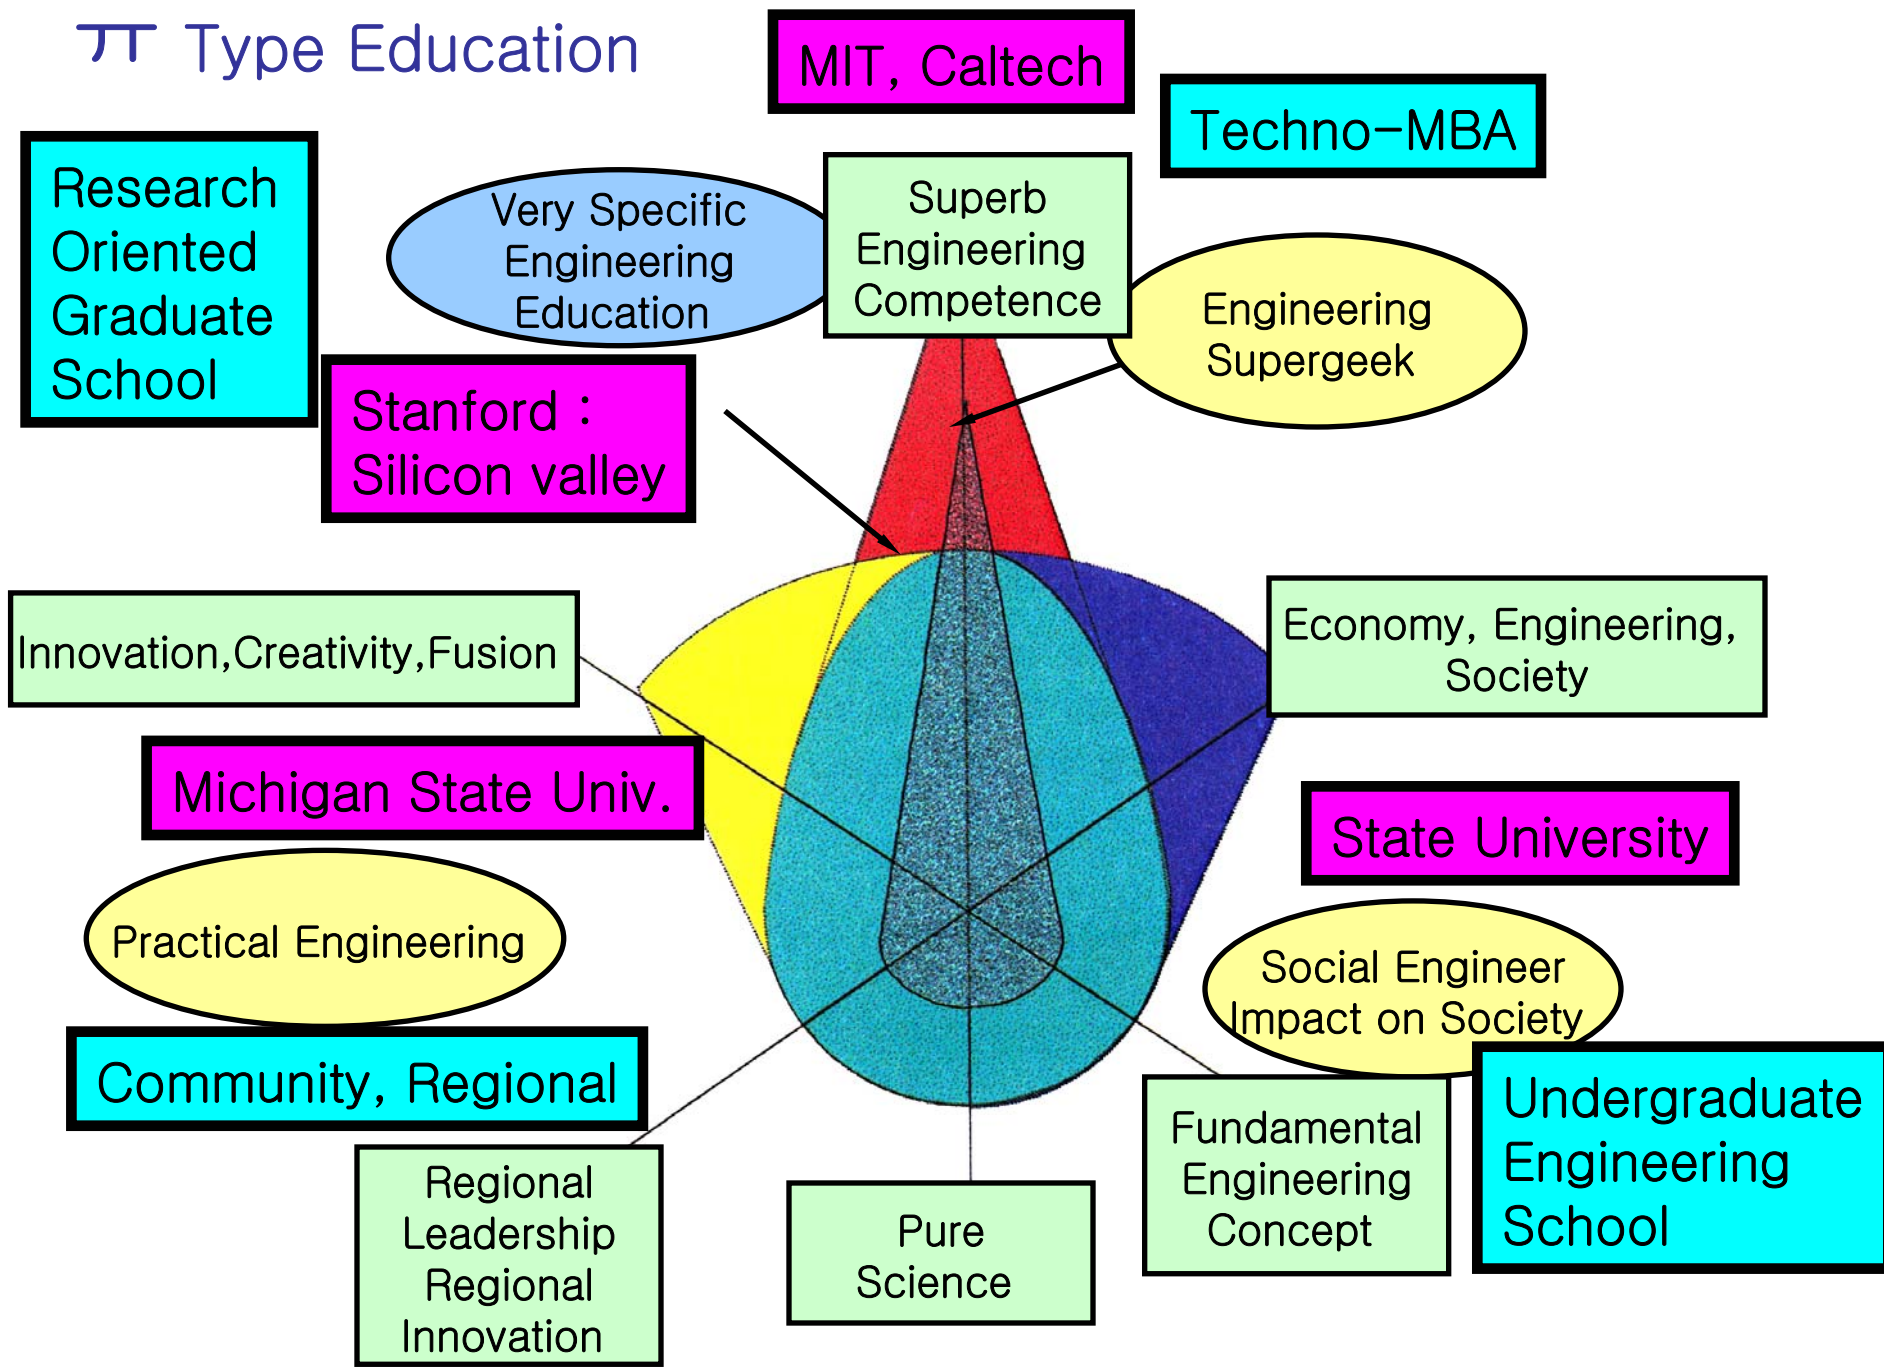 ㅠ Type Education
MIT, Caltech
Techno-MBA
Research
Oriented
Graduate
School
Very Specific
Engineering
Education
Superb
Engineering
Competence
Engineering
Supergeek
Stanford :
Silicon valley
Innovation,Creativity,Fusion
Economy, Engineering,
Society
Michigan State Univ.
State University
Practical Engineering
Social Engineer
Impact on Society
Community, Regional
Undergraduate
Engineering
School
Fundamental
Engineering
Concept
Regional
Leadership
Regional
Innovation
Pure
Science